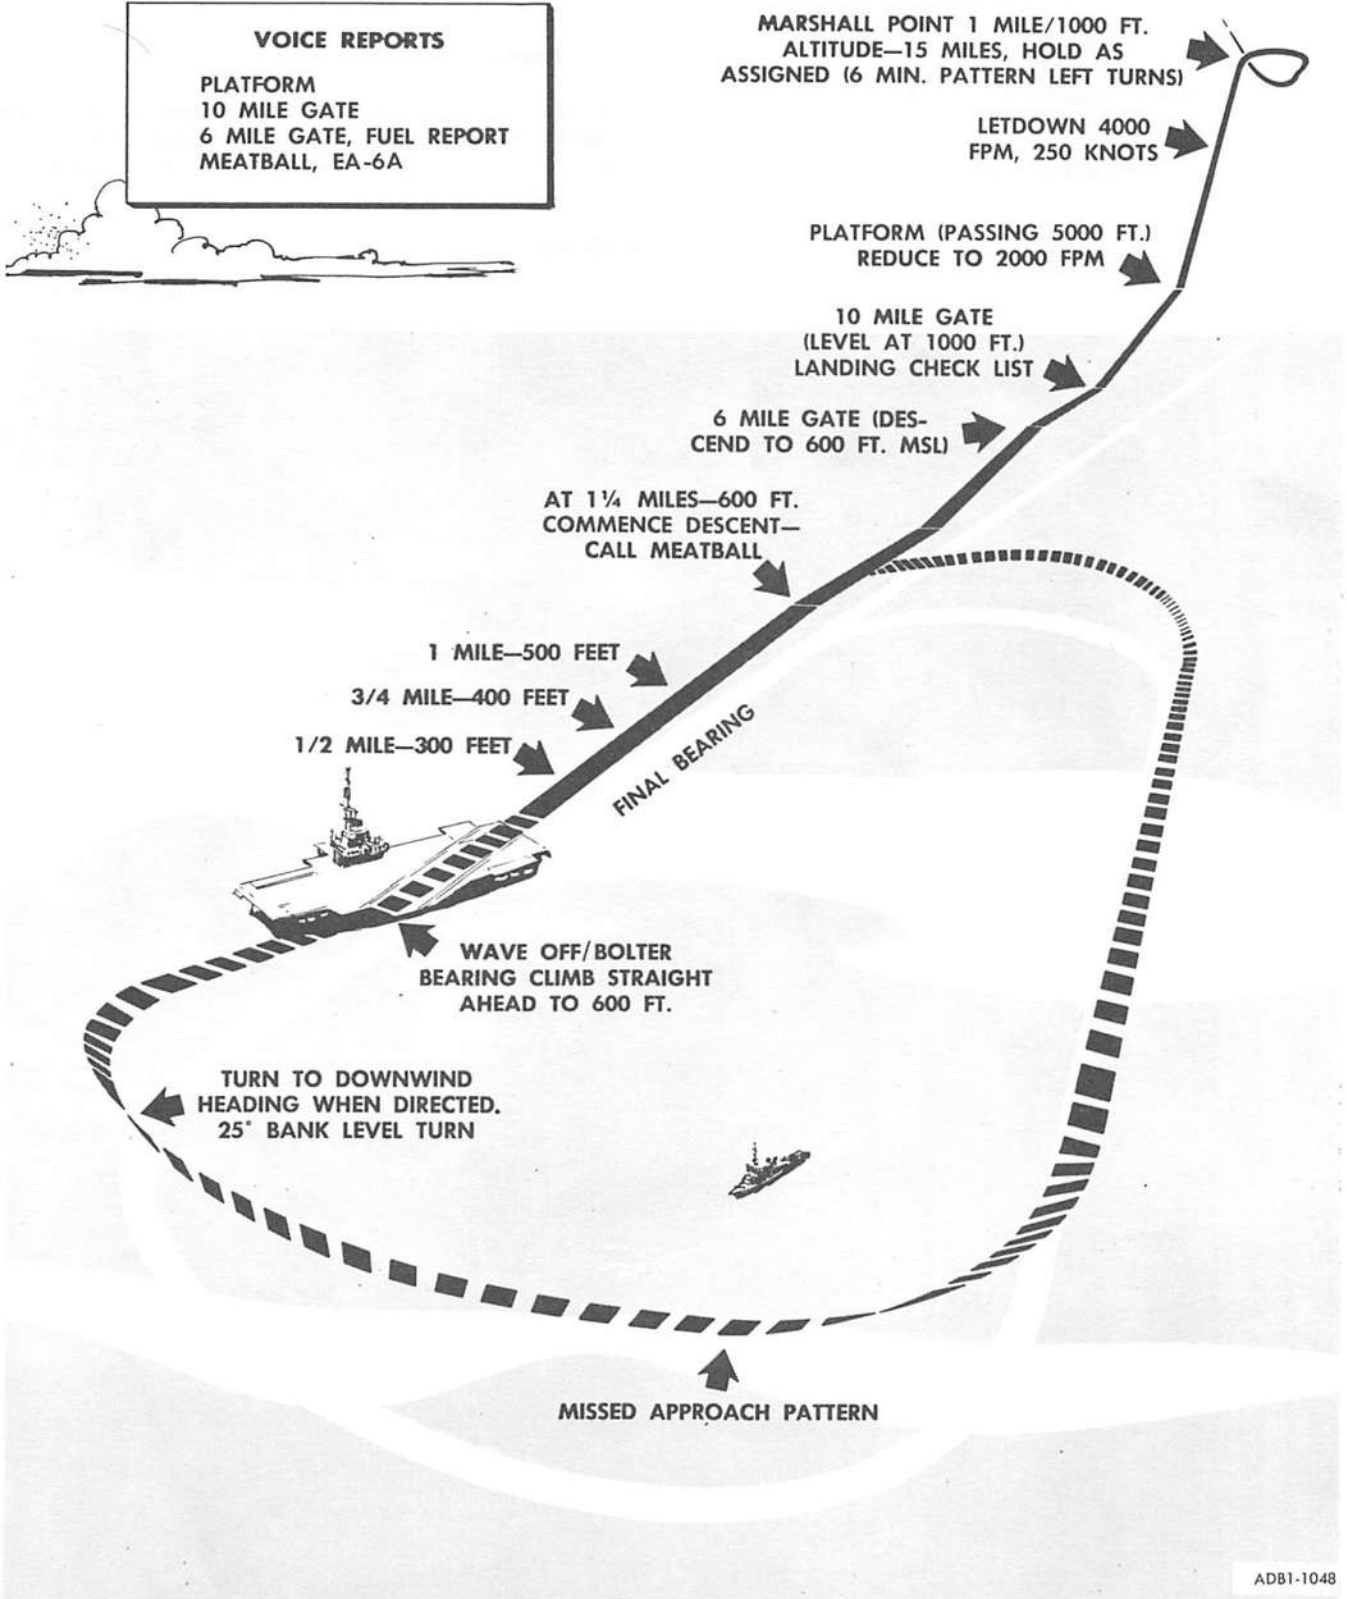 VOICE REPORTS
PLATFORM
10 MILE GATE
6 MILE GATE, FUEL REPORT
MEATBALL, EA-6A
MARSHALL POINT 1 MILE/1000 FT.
ALTITUDE—15 MILES, HOLD AS
ASSIGNED (6 MIN. PATTERN LEFT TURNS)
LETDOWN 4000
FPM, 250 KNOTS
PLATFORM (PASSING 5000 FT.)
REDUCE TO 2000 FPM
10 MILE GATE
(LEVEL AT 1000 FT.)
LANDING CHECK LIST
6 MILE GATE (DES-
CEND TO 600 FT. MSL)
AT 1¼ MILES—600 FT.
COMMENCE DESCENT—
CALL MEATBALL
1 MILE—500 FEET
3/4 MILE—400 FEET
1/2 MILE—300 FEET
FINAL BEARING
WAVE OFF/BOLTER
BEARING CLIMB STRAIGHT
AHEAD TO 600 FT.
TURN TO DOWNWIND
HEADING WHEN DIRECTED.
25° BANK LEVEL TURN
MISSED APPROACH PATTERN
ADB1-1048